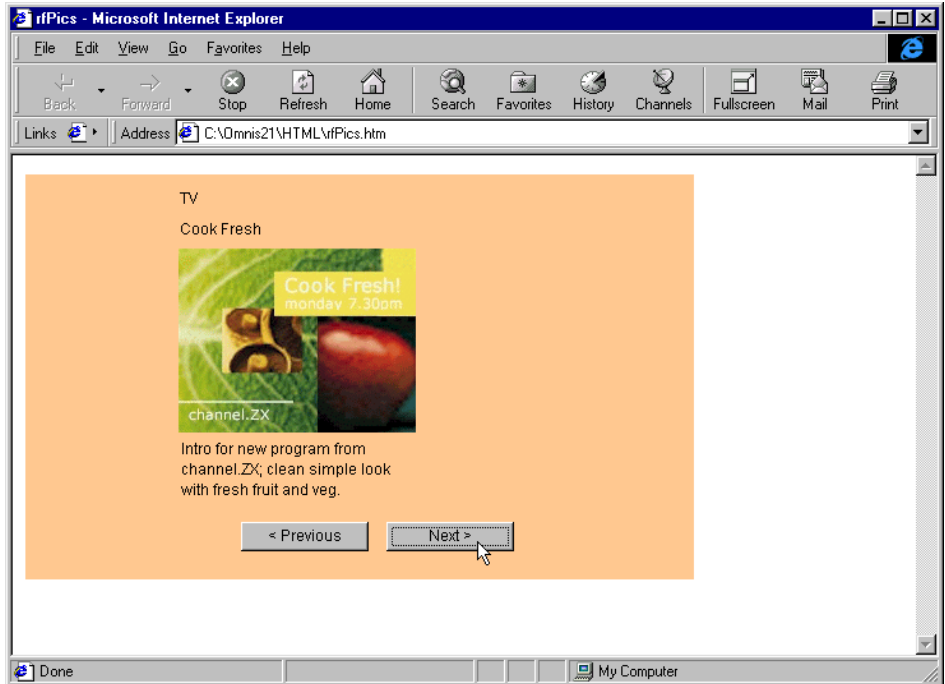 rfPics - Microsoft Internet Explorer
File Edit View Go Favorites Help
Back Forward Stop Refresh Home Search Favorites History Channels Fullscreen Mail Print
Links Address C:\Omnis21\HTML\rfPics.htm
TV
Cook Fresh
Cook Fresh!
monday 7.30pm
channel.ZX
Intro for new program from
channel.ZX; clean simple look
with fresh fruit and veg.
< Previous Next >
Done My Computer